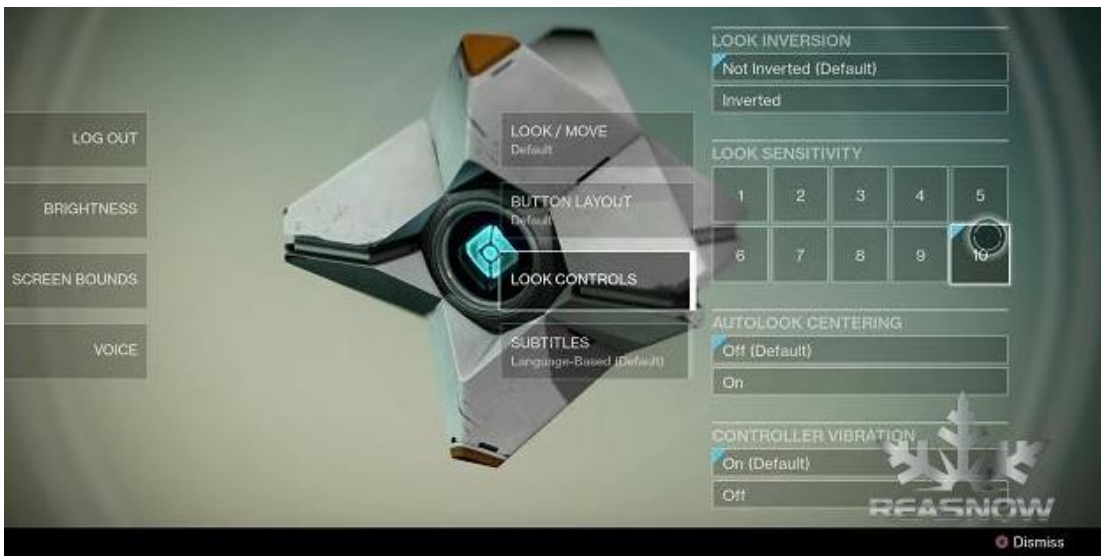 LOG OUT
BRIGHTNESS
SCREEN BOUNDS
VOICE
LOOK / MOVE
Default
BUTTON LAYOUT
Default
LOOK CONTROLS
SUBTITLES
Language-Based (Default)
LOOK INVERSION
Not Inverted (Default)
Inverted
LOOK SENSITIVITY
1 2 3 4 5
6 7 8 9 10
AUTOLOOK CENTERING
Off (Default)
On
CONTROLLER VIBRATION
On (Default)
Off
REASNOW
Dismiss